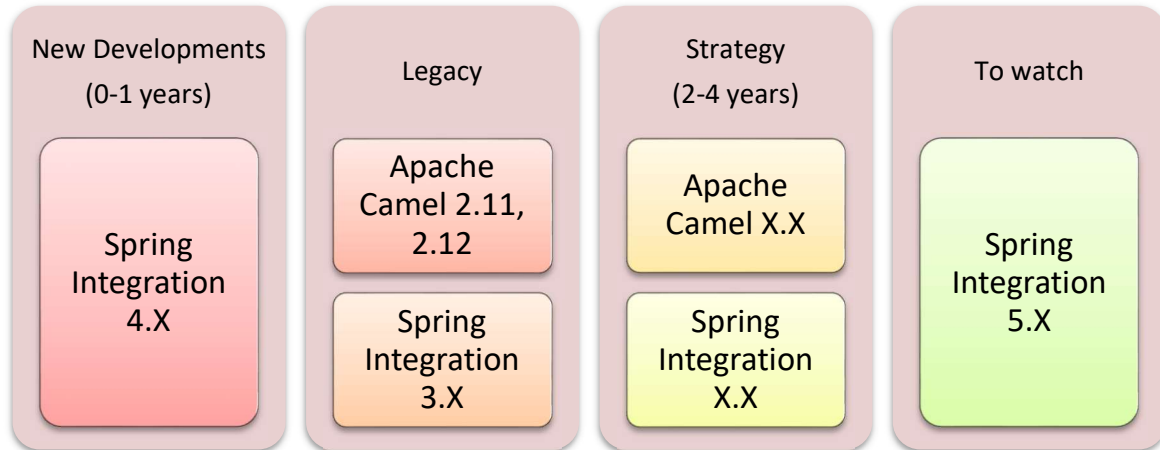 New Developments
(0-1 years)
Spring
Integration
4.X
Legacy
Apache
Camel 2.11,
2.12
Spring
Integration
3.X
Strategy
(2-4 years)
Apache
Camel X.X
Spring
Integration
X.X
To watch
Spring
Integration
5.X